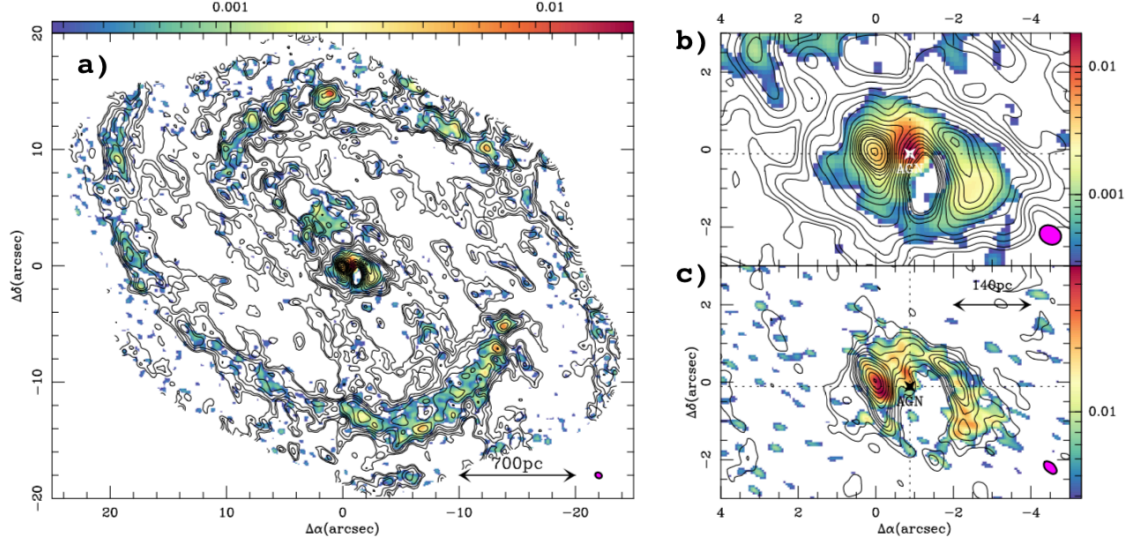 0.001 0.01
a)
20
10
0
-10
-20
Δδ(arcsec)
700pc
20 10 0 -10 -20
Δα(arcsec)
4 2 0 -2 -4
b)
2
0
-2
Δδ(arcsec)
AGN
0.01
0.001
c)
140pc
2
0
-2
Δδ(arcsec)
AGN
0.01
4 2 0 -2 -4
Δα(arcsec)